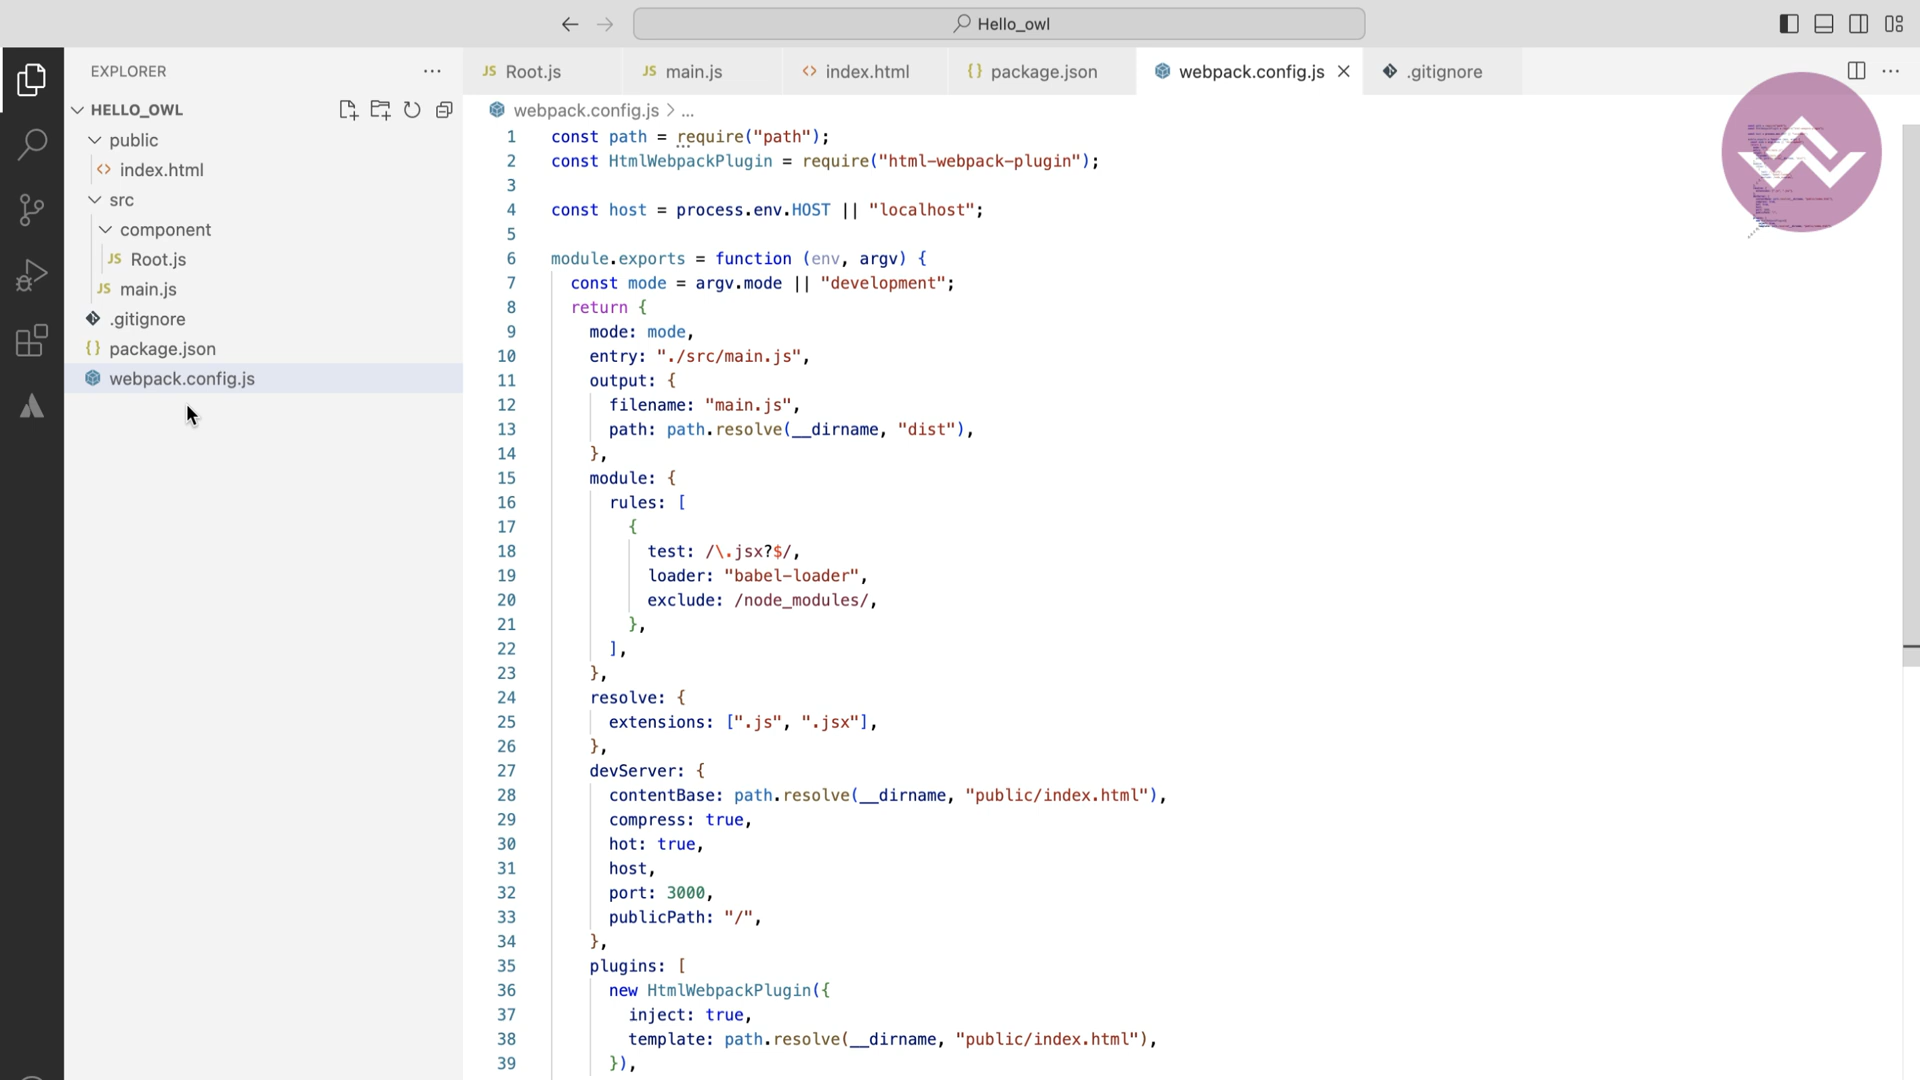 Hello_owl
EXPLORER
HELLO_OWL
public
index.html
src
component
JS Root.js
JS main.js
.gitignore
{} package.json
webpack.config.js
JS Root.js
JS main.js
<> index.html
{} package.json
webpack.config.js
.gitignore
webpack.config.js > ...
1 const path = require("path");
2 const HtmlWebpackPlugin = require("html-webpack-plugin");
3
4 const host = process.env.HOST || "localhost";
5
6 module.exports = function (env, argv) {
7 const mode = argv.mode || "development";
8 return {
9 mode: mode,
10 entry: "./src/main.js",
11 output: {
12 filename: "main.js",
13 path: path.resolve(__dirname, "dist"),
14 },
15 module: {
16 rules: [
17 {
18 test: /\.jsx?$/,
19 loader: "babel-loader",
20 exclude: /node_modules/,
21 },
22 ],
23 },
24 resolve: {
25 extensions: [".js", ".jsx"],
26 },
27 devServer: {
28 contentBase: path.resolve(__dirname, "public/index.html"),
29 compress: true,
30 hot: true,
31 host,
32 port: 3000,
33 publicPath: "/",
34 },
35 plugins: [
36 new HtmlWebpackPlugin({
37 inject: true,
38 template: path.resolve(__dirname, "public/index.html"),
39 }),